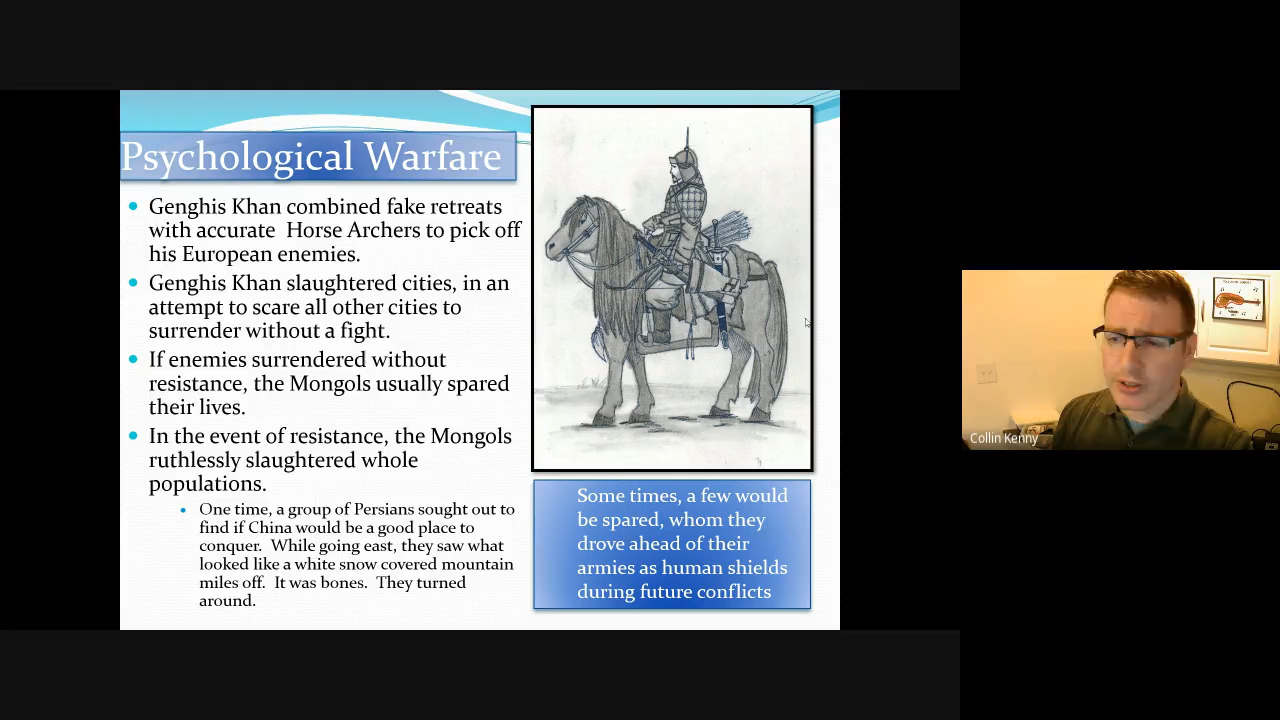 Psychological Warfare
Genghis Khan combined fake retreats
with accurate Horse Archers to pick off
his European enemies.
Genghis Khan slaughtered cities, in an
attempt to scare all other cities to
surrender without a fight.
If enemies surrendered without
resistance, the Mongols usually spared
their lives.
In the event of resistance, the Mongols
ruthlessly slaughtered whole
populations.
One time, a group of Persians sought out to
find if China would be a good place to
conquer. While going east, they saw what
looked like a white snow covered mountain
miles off. It was bones. They turned
around.
Some times, a few would
be spared, whom they
drove ahead of their
armies as human shields
during future conflicts
Collin Kenny